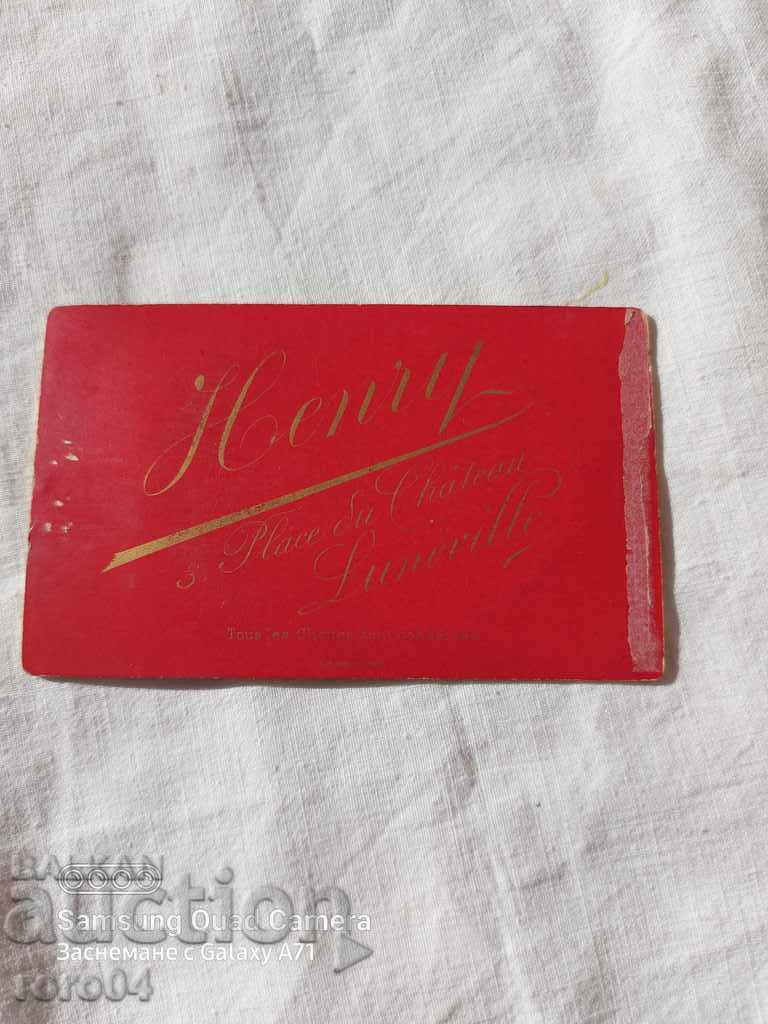 Henry
3, Place du Château
Luneville
Tous les Clichés sont conservés
BALKAN
auction
Samsung Quad Camera
Заснемане с Galaxy A71
roro04